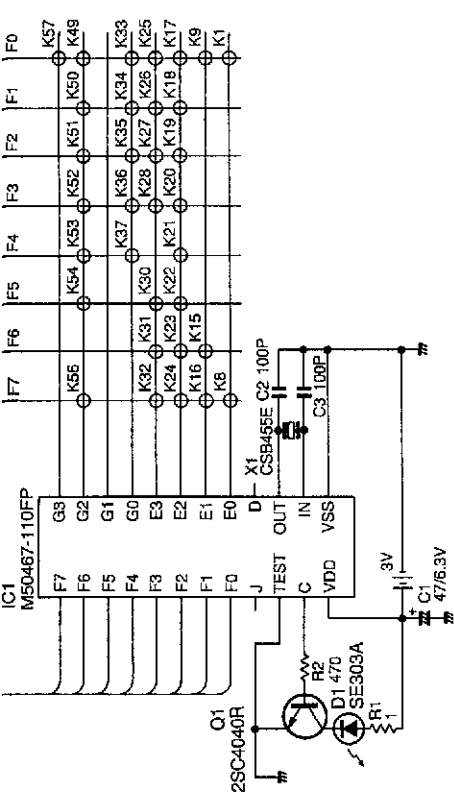 F0 F1 F2 F3 F4 F5 F6 F7
K57
K49 K50 K51 K52 K53 K54 K56
K33 K34 K35 K36 K37
K25 K26 K27 K28 K30 K31 K32
K17 K18 K19 K20 K21 K22 K23 K24
K9 K15 K16
K1 K8
IC1
M50467-110FP
G3
G2
G1
G0
E3
E2
E1
E0
D
OUT
IN
VSS
F7
F6
F5
F4
F3
F2
F1
F0
J
TEST
C
VDD
X1
CSB455E
C2 100P
C3 100P
Q1
2SC4040R
R2
470
D1
SE303A
R1
1
3V
+
C1
47/6.3V